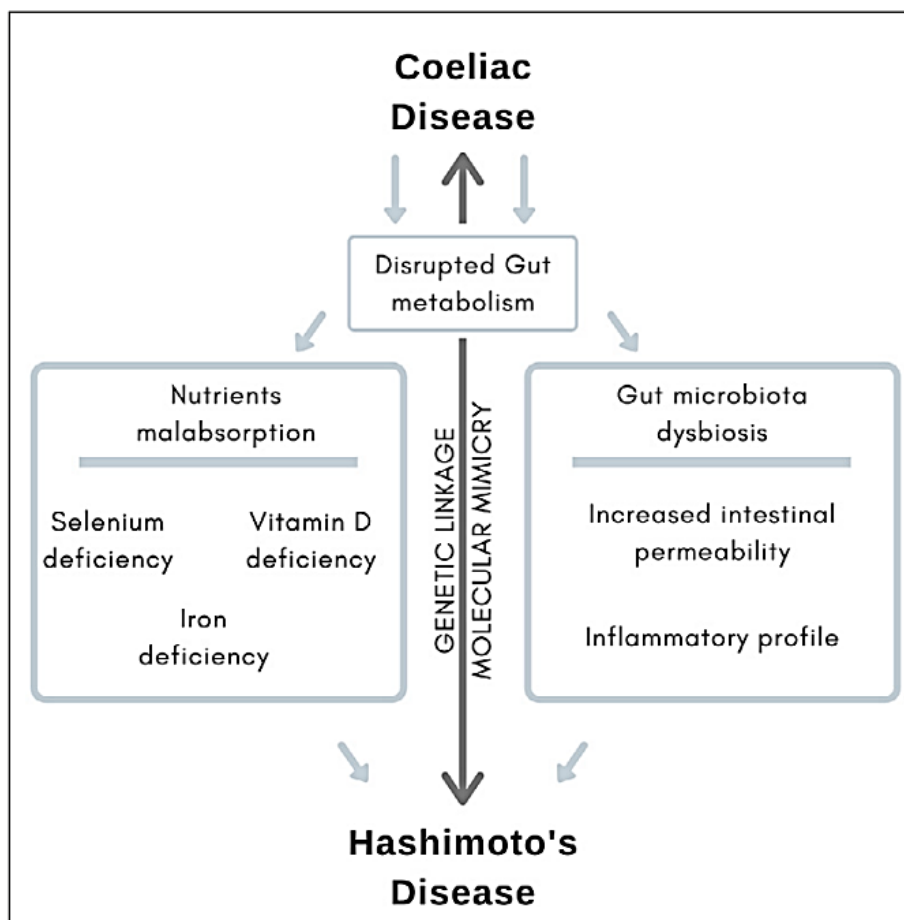 Coeliac
Disease
Disrupted Gut
metabolism
Nutrients
malabsorption
Selenium
deficiency
Vitamin D
deficiency
Iron
deficiency
GENETIC LINKAGE
MOLECULAR MIMICRY
Gut microbiota
dysbiosis
Increased intestinal
permeability
Inflammatory profile
Hashimoto's
Disease